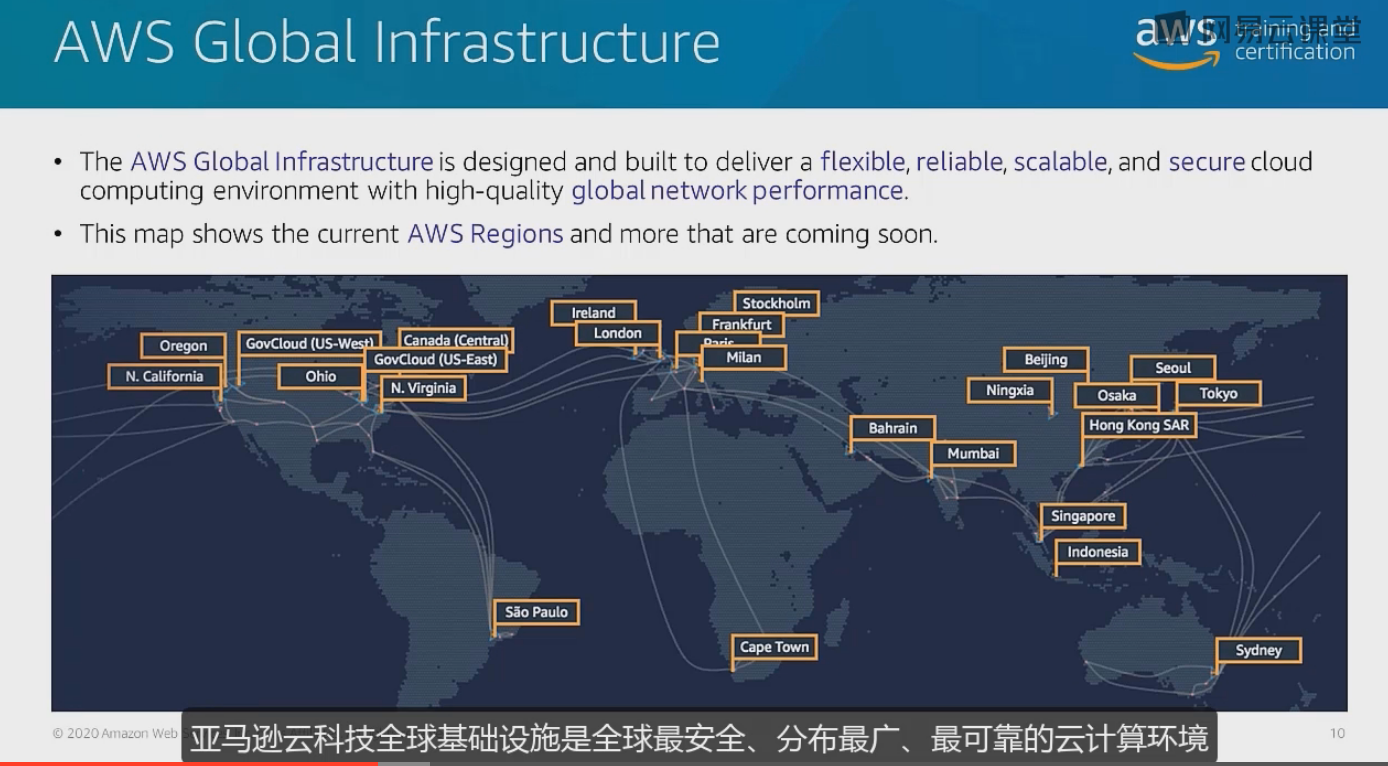 AWS Global Infrastructure
aws training and
certification
网易云课堂
• The AWS Global Infrastructure is designed and built to deliver a flexible, reliable, scalable, and secure cloud
computing environment with high-quality global network performance.
• This map shows the current AWS Regions and more that are coming soon.
Stockholm
Ireland
Frankfurt
London
Paris
Milan
Oregon
GovCloud (US-West)
Canada (Central)
GovCloud (US-East)
N. California
Ohio
N. Virginia
Beijing
Seoul
Ningxia
Osaka
Tokyo
Hong Kong SAR
Bahrain
Mumbai
Singapore
Indonesia
São Paulo
Cape Town
Sydney
© 2020 Amazon Web
10
亚马逊云科技全球基础设施是全球最安全、分布最广、最可靠的云计算环境